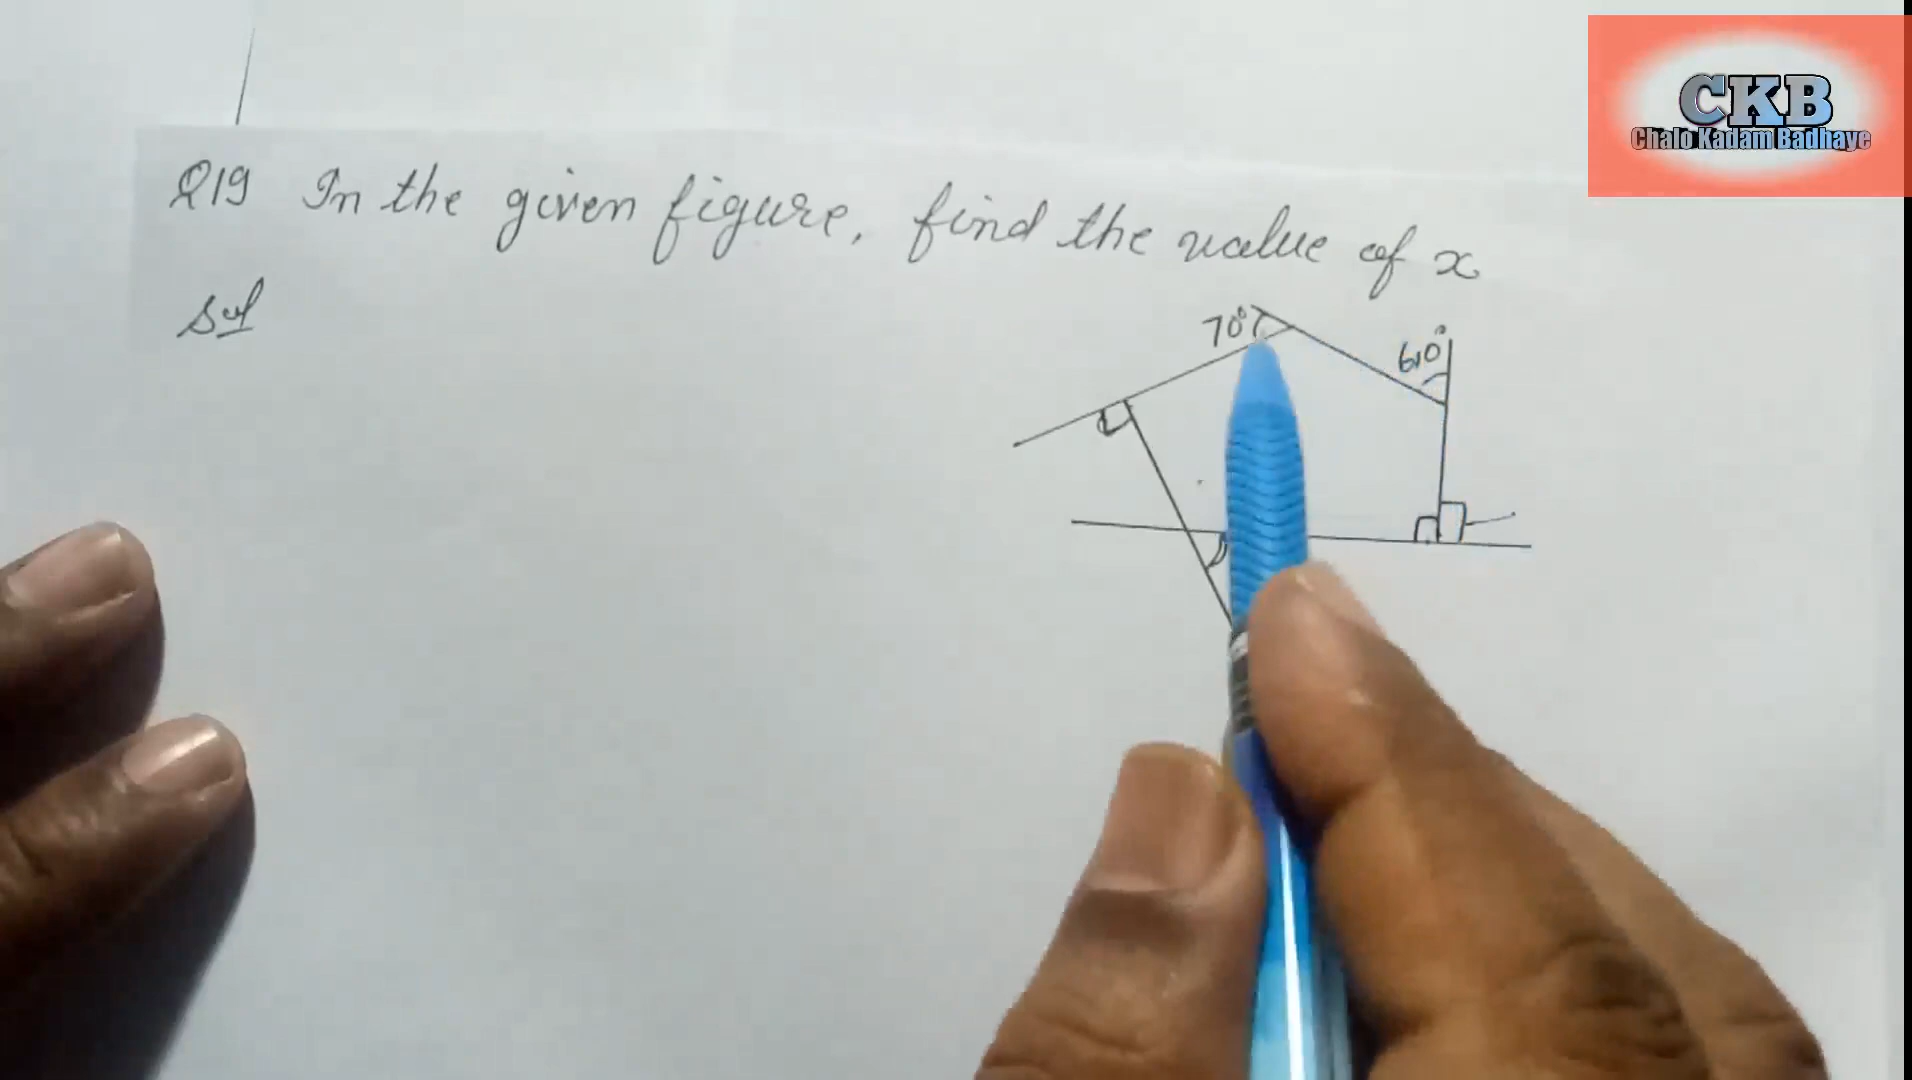 CKB
Chalo Kadam Badhaye
Q19 In the given figure, find the value of x
Sol
70°
60°